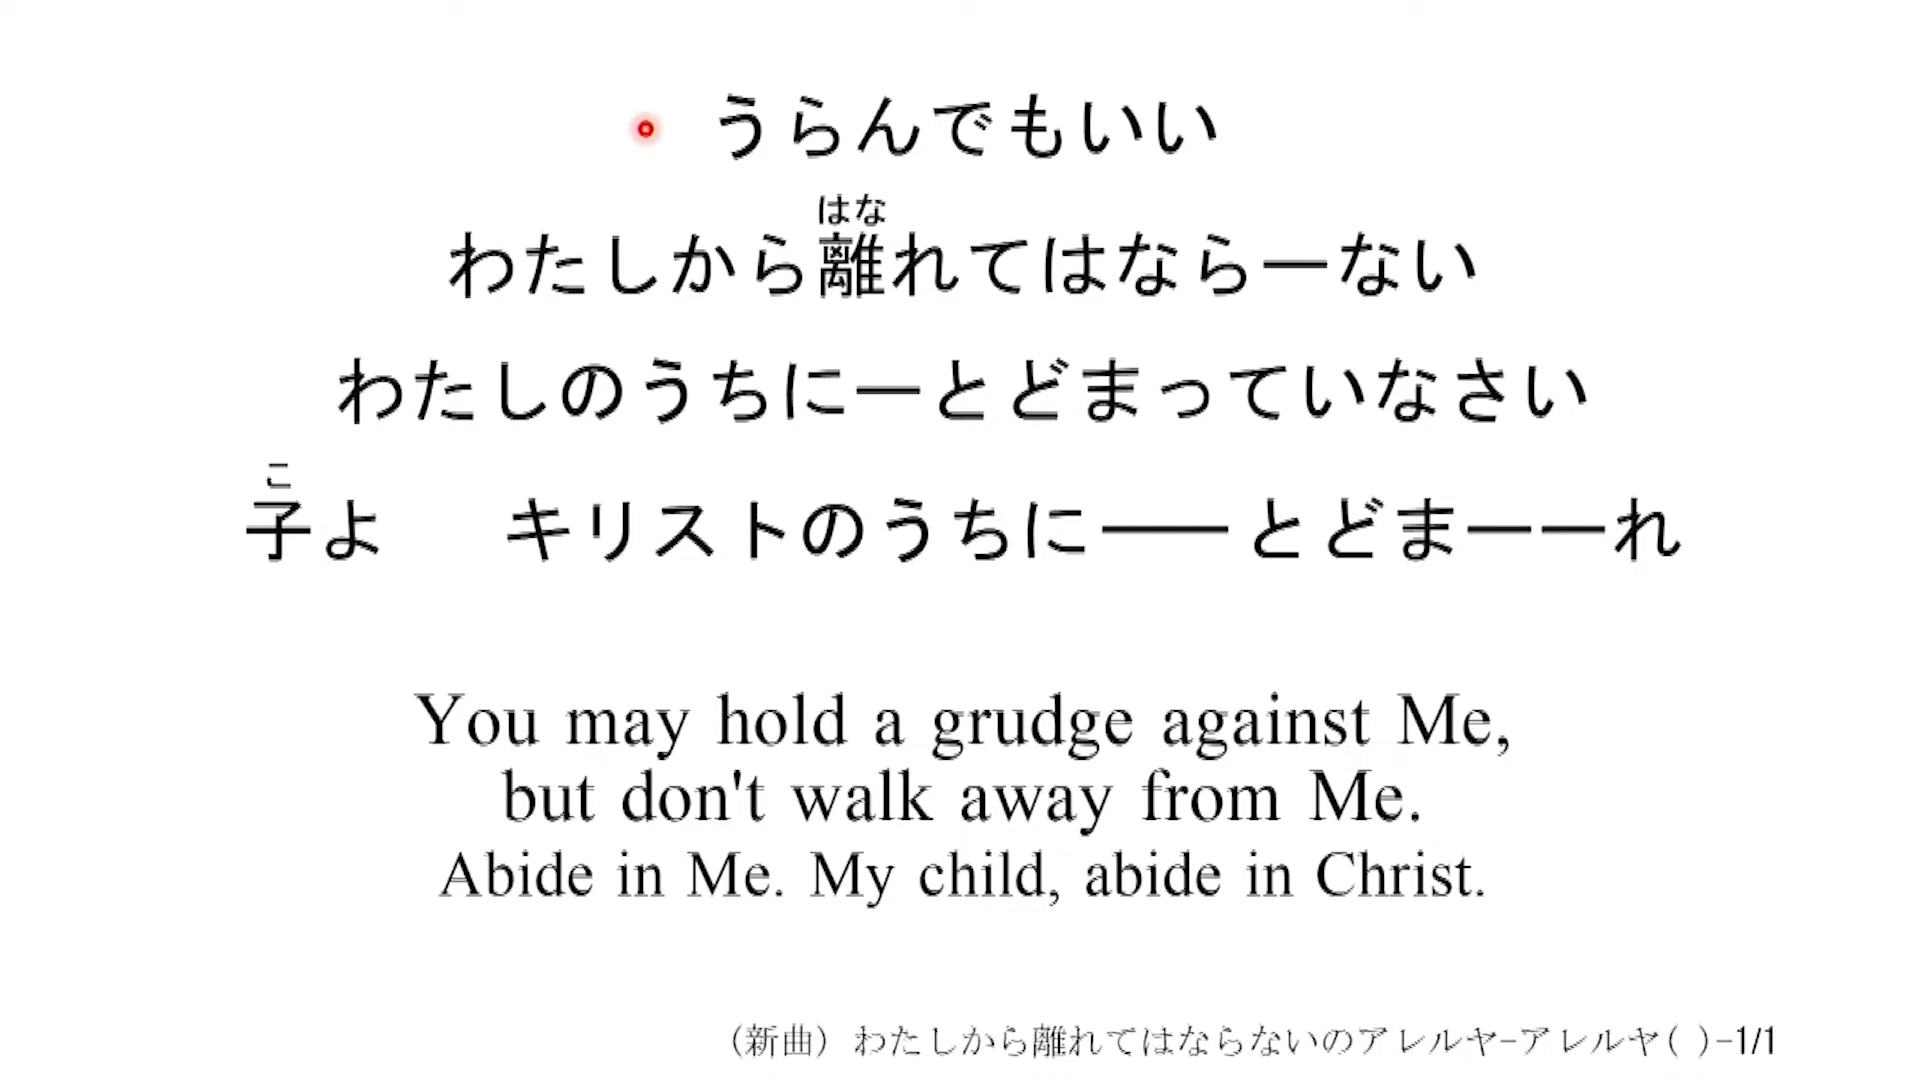 うらんでもいい
はな
わたしから離れてはならーない
わたしのうちにーとどまっていなさい
こ
子よ　キリストのうちに――とどまーーれ
You may hold a grudge against Me,
but don't walk away from Me.
Abide in Me. My child, abide in Christ.
(新曲) わたしから離れてはならないのアレルヤ-アレルヤ( )-1/1